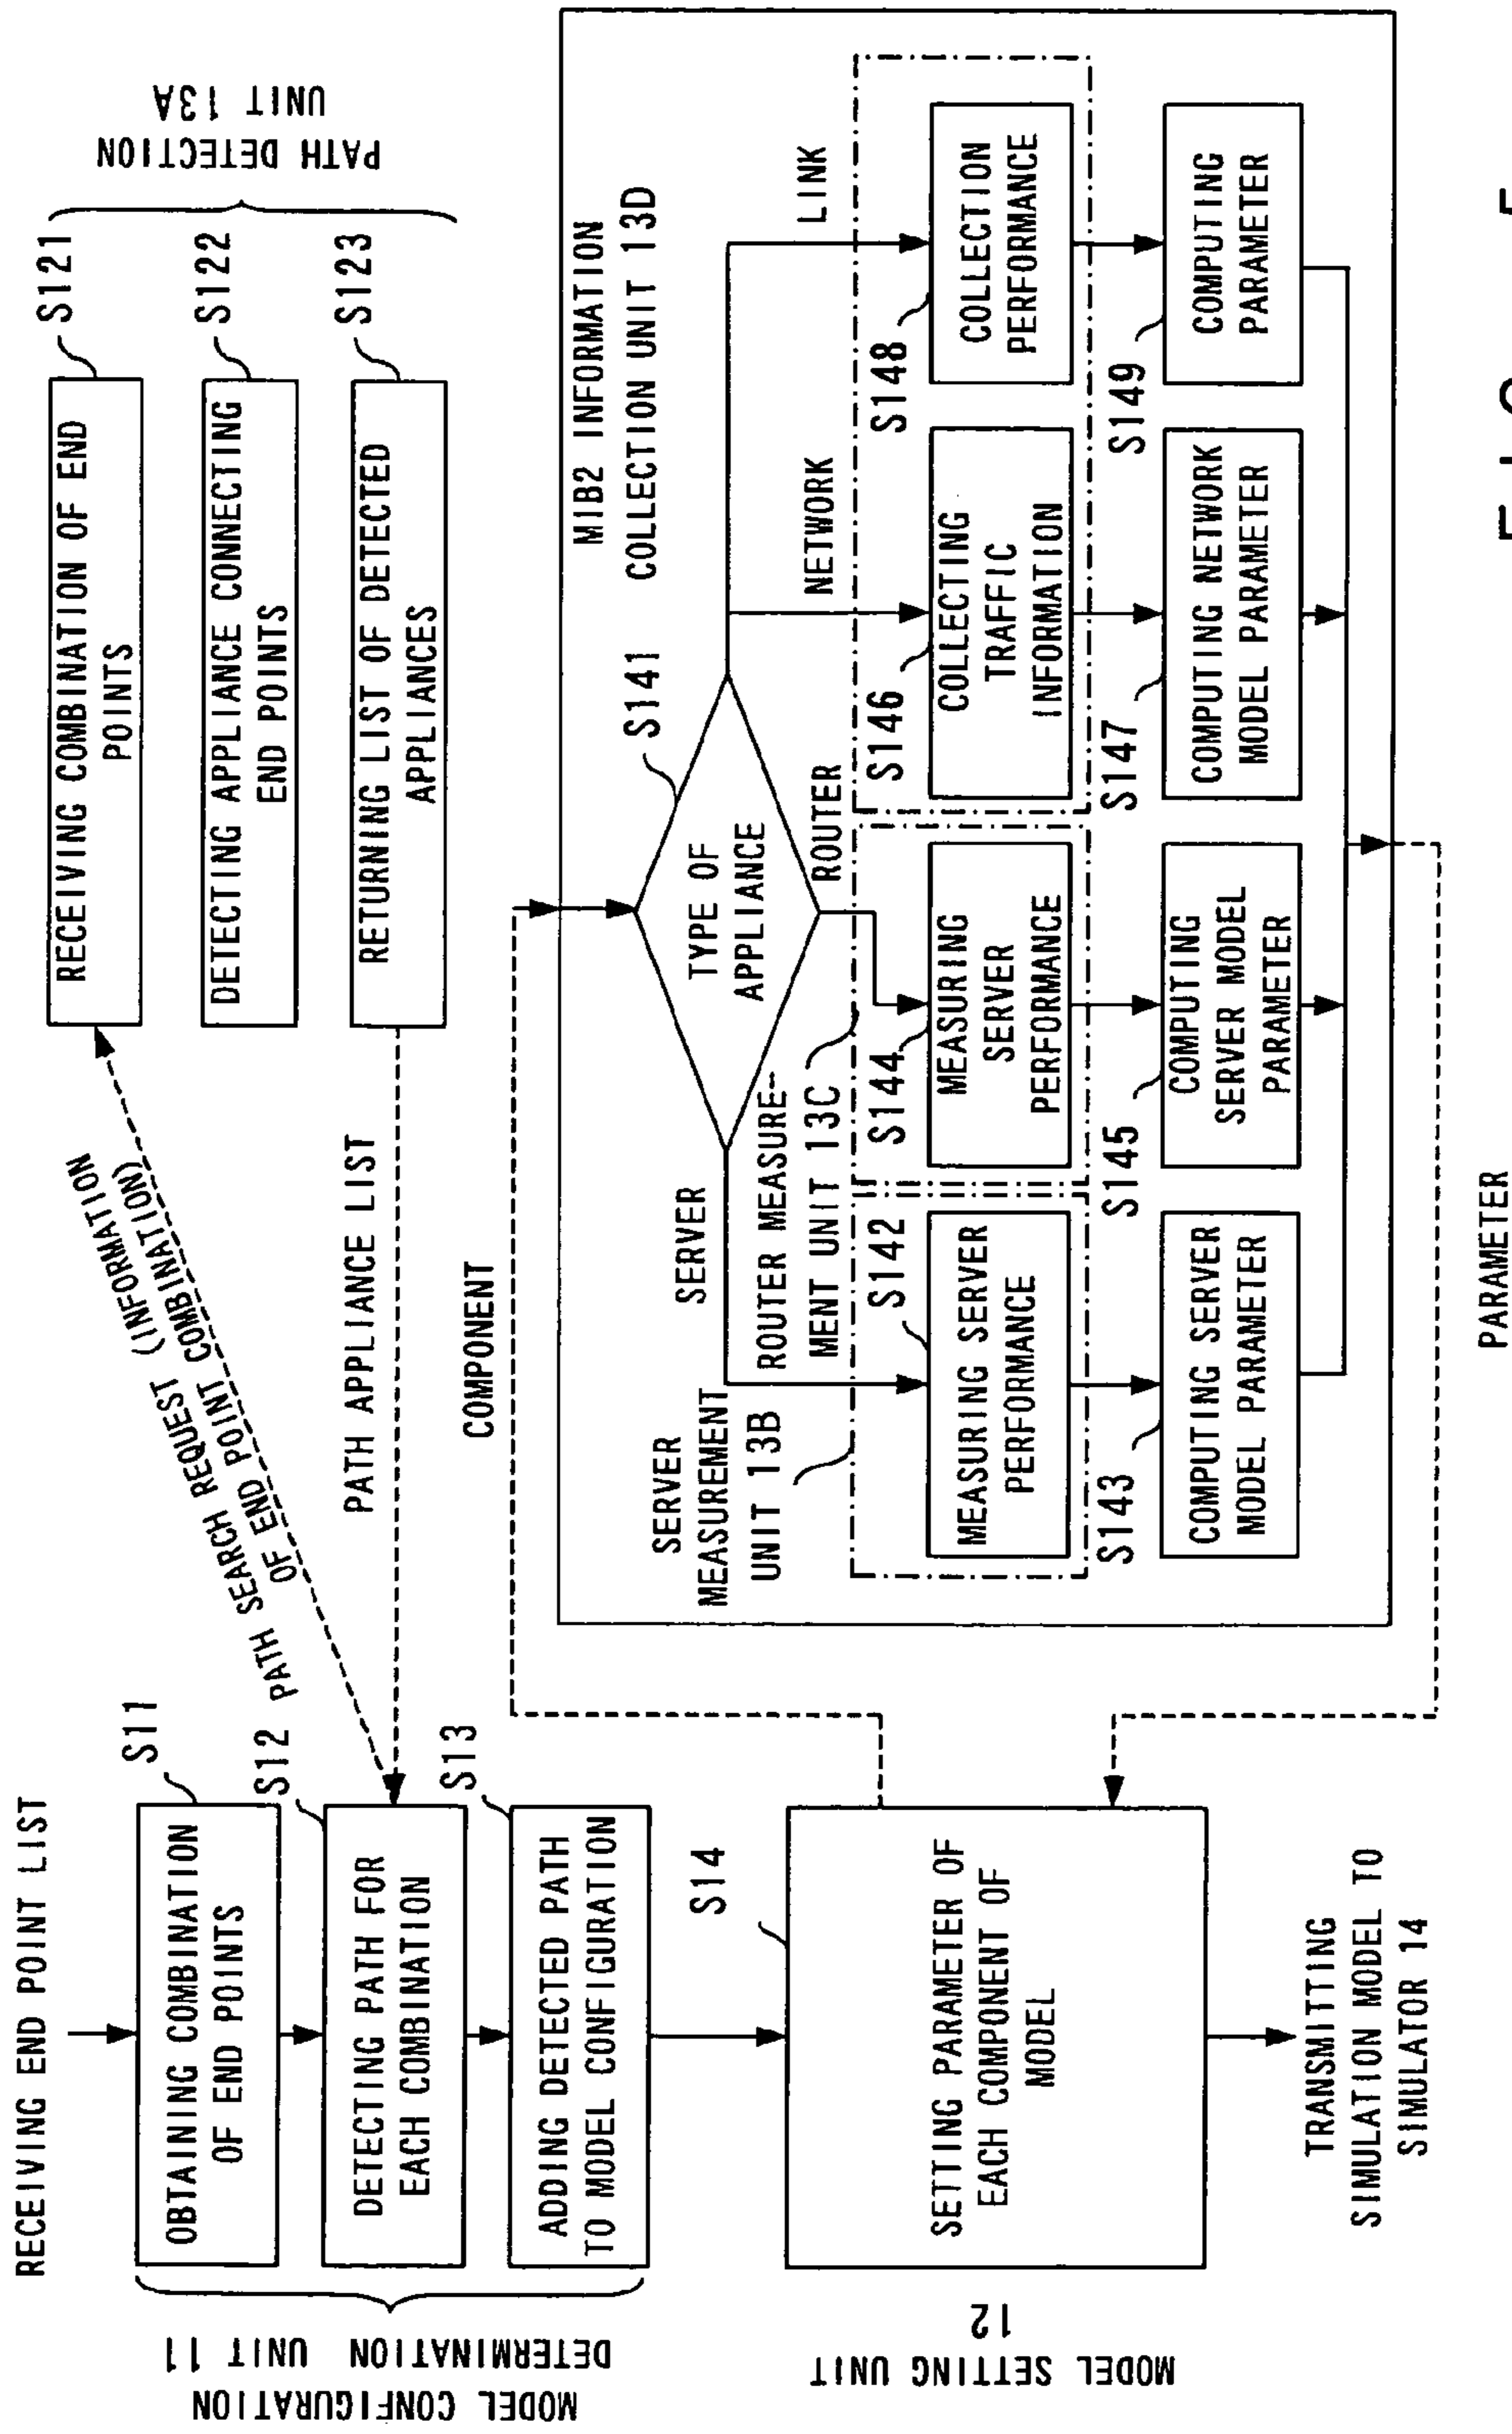 RECEIVING END POINT LIST
MODEL CONFIGURATION
DETERMINATION UNIT 11
OBTAINING COMBINATION
OF END POINTS
S11
DETECTING PATH FOR
EACH COMBINATION
S12
ADDING DETECTED PATH
TO MODEL CONFIGURATION
S13
MODEL SETTING UNIT
12
SETTING PARAMETER OF
EACH COMPONENT OF
MODEL
S14
TRANSMITTING
SIMULATION MODEL TO
SIMULATOR 14
PATH SEARCH REQUEST (INFORMATION
OF END POINT COMBINATION)
PATH APPLIANCE LIST
COMPONENT
PARAMETER
RECEIVING COMBINATION OF END
POINTS
S121
DETECTING APPLIANCE CONNECTING
END POINTS
S122
RETURNING LIST OF DETECTED
APPLIANCES
S123
PATH DETECTION
UNIT 13A
MIB2 INFORMATION
COLLECTION UNIT 13D
TYPE OF
APPLIANCE
S141
SERVER
ROUTER
NETWORK
LINK
SERVER
MEASUREMENT
UNIT 13B
ROUTER MEASURE-
MENT UNIT 13C
S142
MEASURING SERVER
PERFORMANCE
S144
MEASURING
SERVER
PERFORMANCE
S146
COLLECTING
TRAFFIC
INFORMATION
S148
COLLECTION
PERFORMANCE
S143
COMPUTING SERVER
MODEL PARAMETER
S145
COMPUTING
SERVER MODEL
PARAMETER
S147
COMPUTING NETWORK
MODEL PARAMETER
S149
COMPUTING
PARAMETER